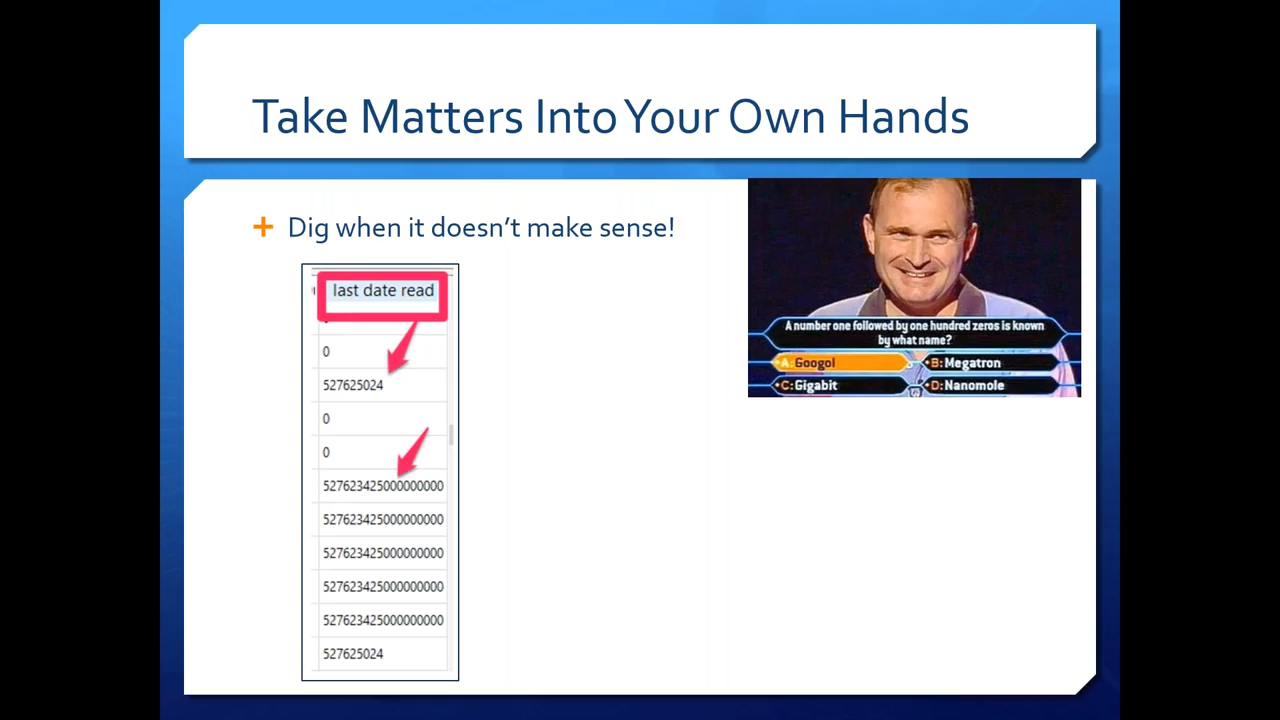 Take Matters Into Your Own Hands
Dig when it doesn't make sense!
last date read
0
527625024
0
0
527623425000000000
527623425000000000
527623425000000000
527623425000000000
527623425000000000
527625024
A number one followed by one hundred zeros is known
by what name?
A: Googol
B: Megatron
C: Gigabit
D: Nanomole